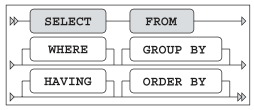 SELECT FROM
WHERE GROUP BY
HAVING ORDER BY